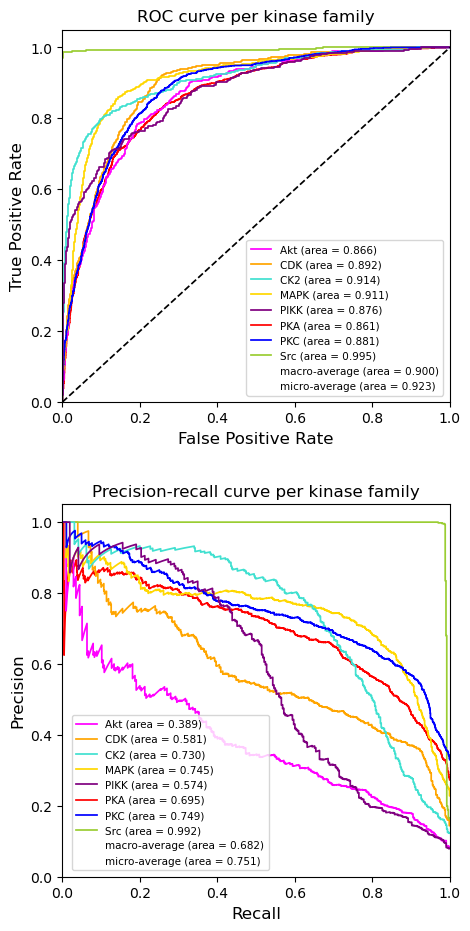 ROC curve per kinase family
True Positive Rate
1.0
0.8
0.6
0.4
0.2
0.0
Akt (area = 0.866)
CDK (area = 0.892)
CK2 (area = 0.914)
MAPK (area = 0.911)
PIKK (area = 0.876)
PKA (area = 0.861)
PKC (area = 0.881)
Src (area = 0.995)
macro-average (area = 0.900)
micro-average (area = 0.923)
0.0 0.2 0.4 0.6 0.8 1.0
False Positive Rate
Precision-recall curve per kinase family
Precision
1.0
0.8
0.6
0.4
0.2
0.0
Akt (area = 0.389)
CDK (area = 0.581)
CK2 (area = 0.730)
MAPK (area = 0.745)
PIKK (area = 0.574)
PKA (area = 0.695)
PKC (area = 0.749)
Src (area = 0.992)
macro-average (area = 0.682)
micro-average (area = 0.751)
0.0 0.2 0.4 0.6 0.8 1.0
Recall